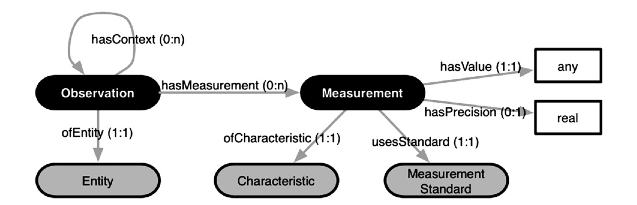 hasContext (0:n)
Observation
hasMeasurement (0:n)
Measurement
hasValue (1:1)
any
hasPrecision (0:1)
real
ofEntity (1:1)
ofCharacteristic (1:1)
usesStandard (1:1)
Entity
Characteristic
Measurement
Standard